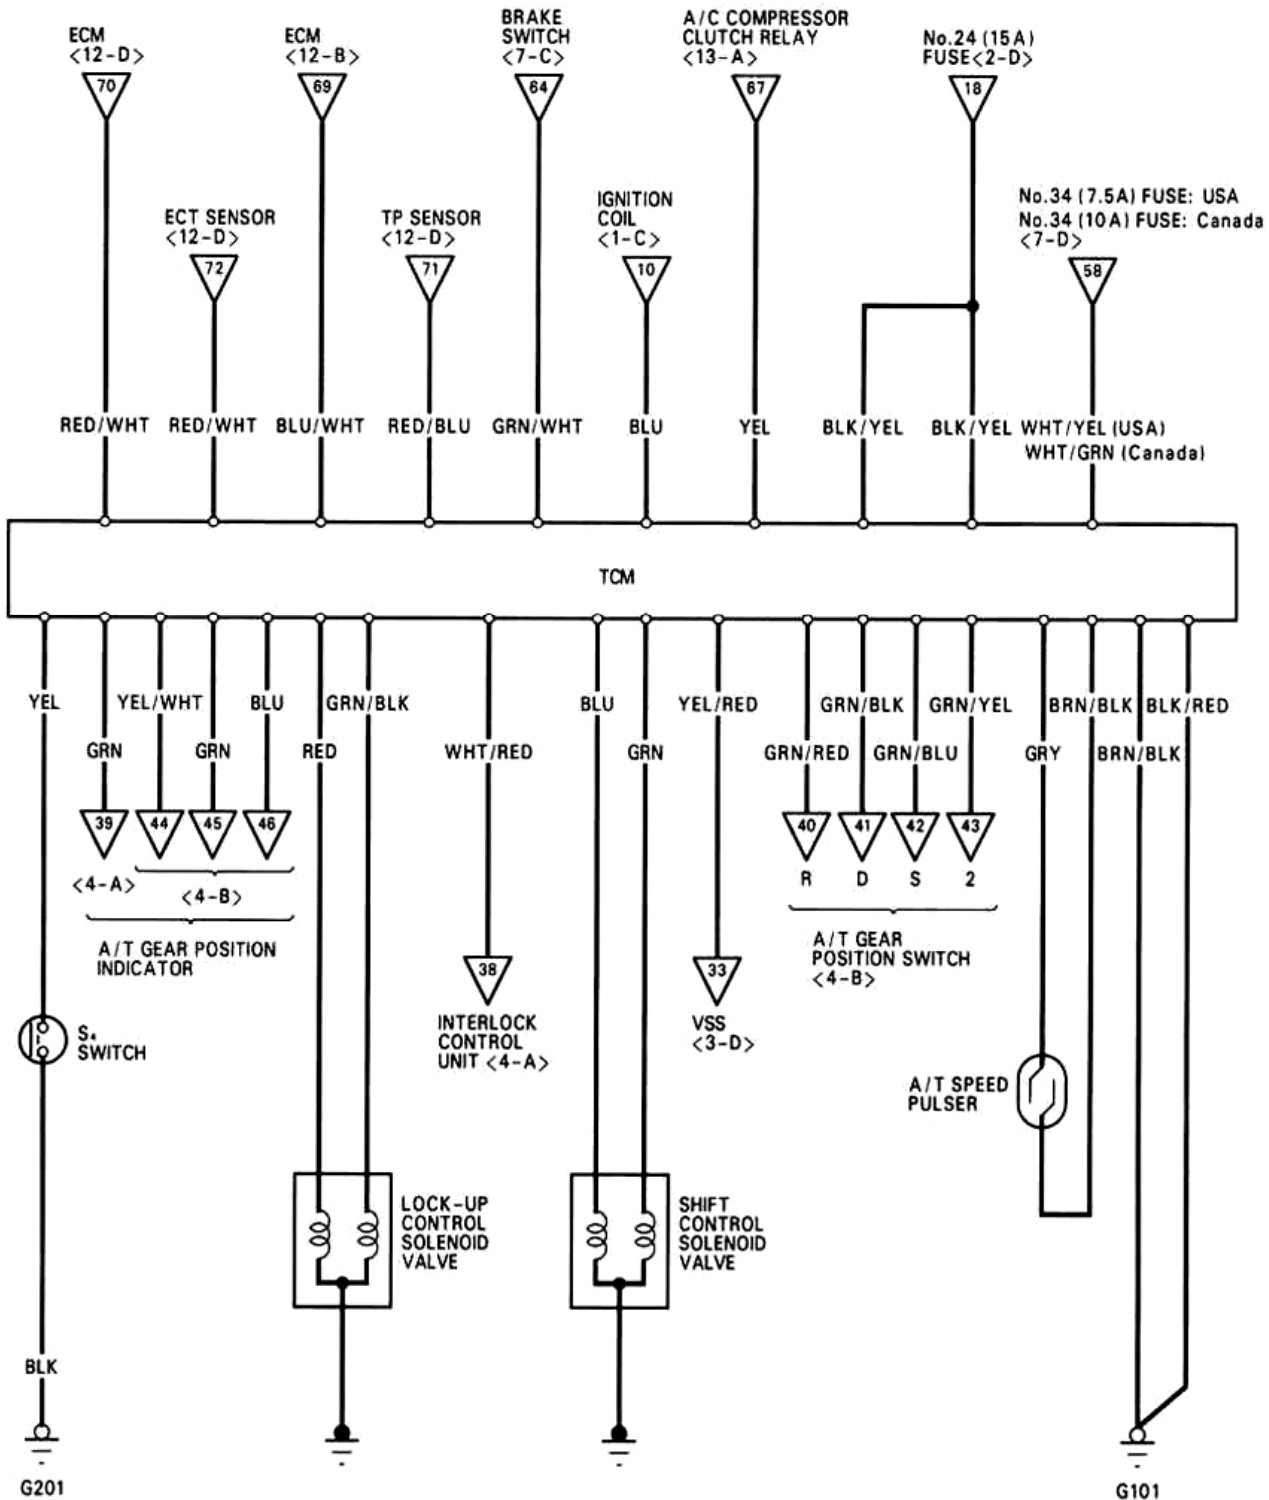 ECM
<12-D>
70
ECM
<12-B>
69
BRAKE
SWITCH
<7-C>
64
A/C COMPRESSOR
CLUTCH RELAY
<13-A>
67
No.24 (15A)
FUSE<2-D>
18
ECT SENSOR
<12-D>
72
TP SENSOR
<12-D>
71
IGNITION
COIL
<1-C>
10
No.34 (7.5A) FUSE: USA
No.34 (10A) FUSE: Canada
<7-D>
58
RED/WHT
RED/WHT
BLU/WHT
RED/BLU
GRN/WHT
BLU
YEL
BLK/YEL
BLK/YEL
WHT/YEL (USA)
WHT/GRN (Canada)
TCM
YEL
YEL/WHT
BLU
GRN/BLK
BLU
YEL/RED
GRN/BLK
GRN/YEL
BRN/BLK
BLK/RED
GRN
GRN
RED
WHT/RED
GRN
GRN/RED
GRN/BLU
GRY
BRN/BLK
39
44
45
46
40
41
42
43
<4-A>
<4-B>
R
D
S
2
A/T GEAR POSITION
INDICATOR
A/T GEAR
POSITION SWITCH
<4-B>
38
INTERLOCK
CONTROL
UNIT <4-A>
33
VSS
<3-D>
S4
SWITCH
A/T SPEED
PULSER
LOCK-UP
CONTROL
SOLENOID
VALVE
SHIFT
CONTROL
SOLENOID
VALVE
BLK
G201
G101